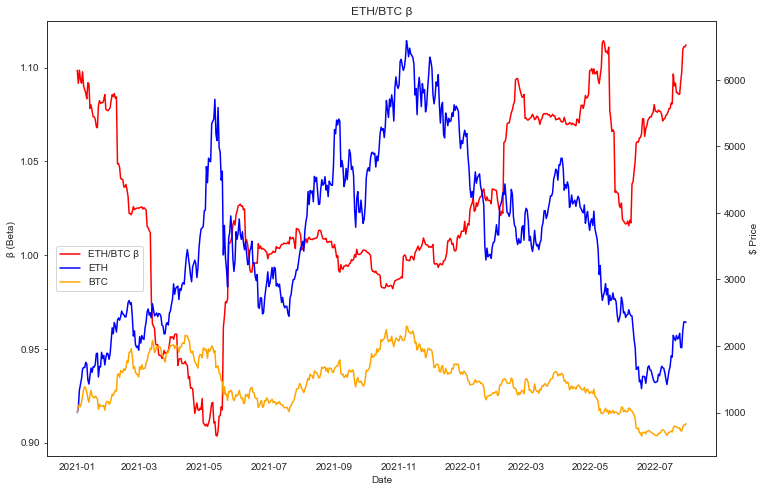 ETH/BTC β
1.10
1.05
1.00
0.95
0.90
β (Beta)
ETH/BTC β
ETH
BTC
6000
5000
4000
3000
2000
1000
$ Price
2021-01 2021-03 2021-05 2021-07 2021-09 2021-11 2022-01 2022-03 2022-05 2022-07
Date